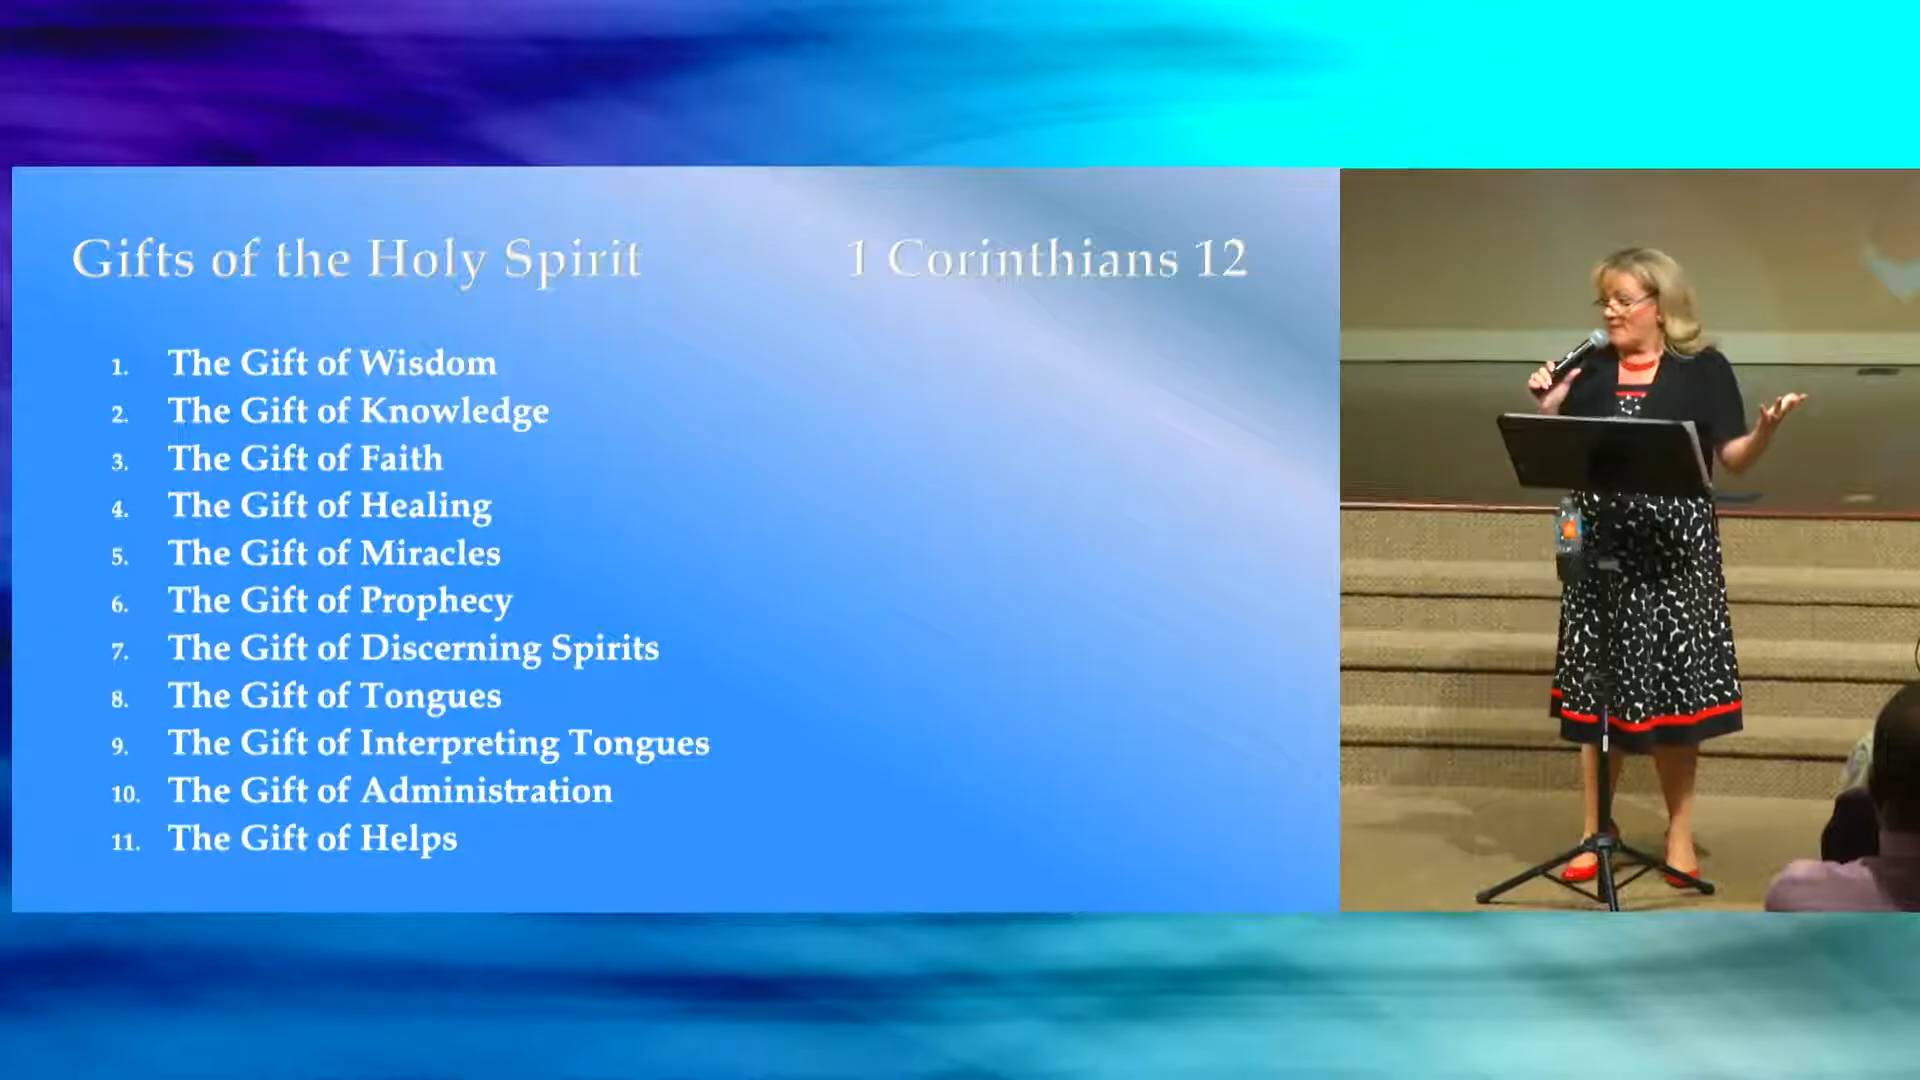 Gifts of the Holy Spirit 1 Corinthians 12
1. The Gift of Wisdom
2. The Gift of Knowledge
3. The Gift of Faith
4. The Gift of Healing
5. The Gift of Miracles
6. The Gift of Prophecy
7. The Gift of Discerning Spirits
8. The Gift of Tongues
9. The Gift of Interpreting Tongues
10. The Gift of Administration
11. The Gift of Helps